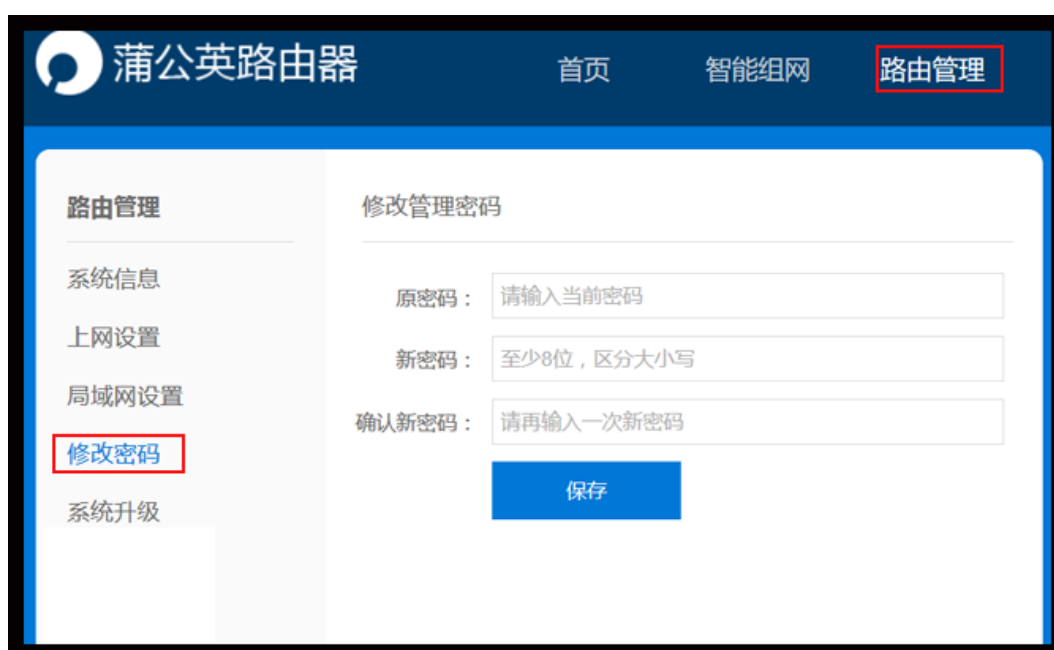 蒲公英路由器 首页 智能组网 路由管理
路由管理
系统信息
上网设置
局域网设置
修改密码
系统升级
修改管理密码
原密码： 请输入当前密码
新密码： 至少8位，区分大小写
确认新密码： 请再输入一次新密码
保存